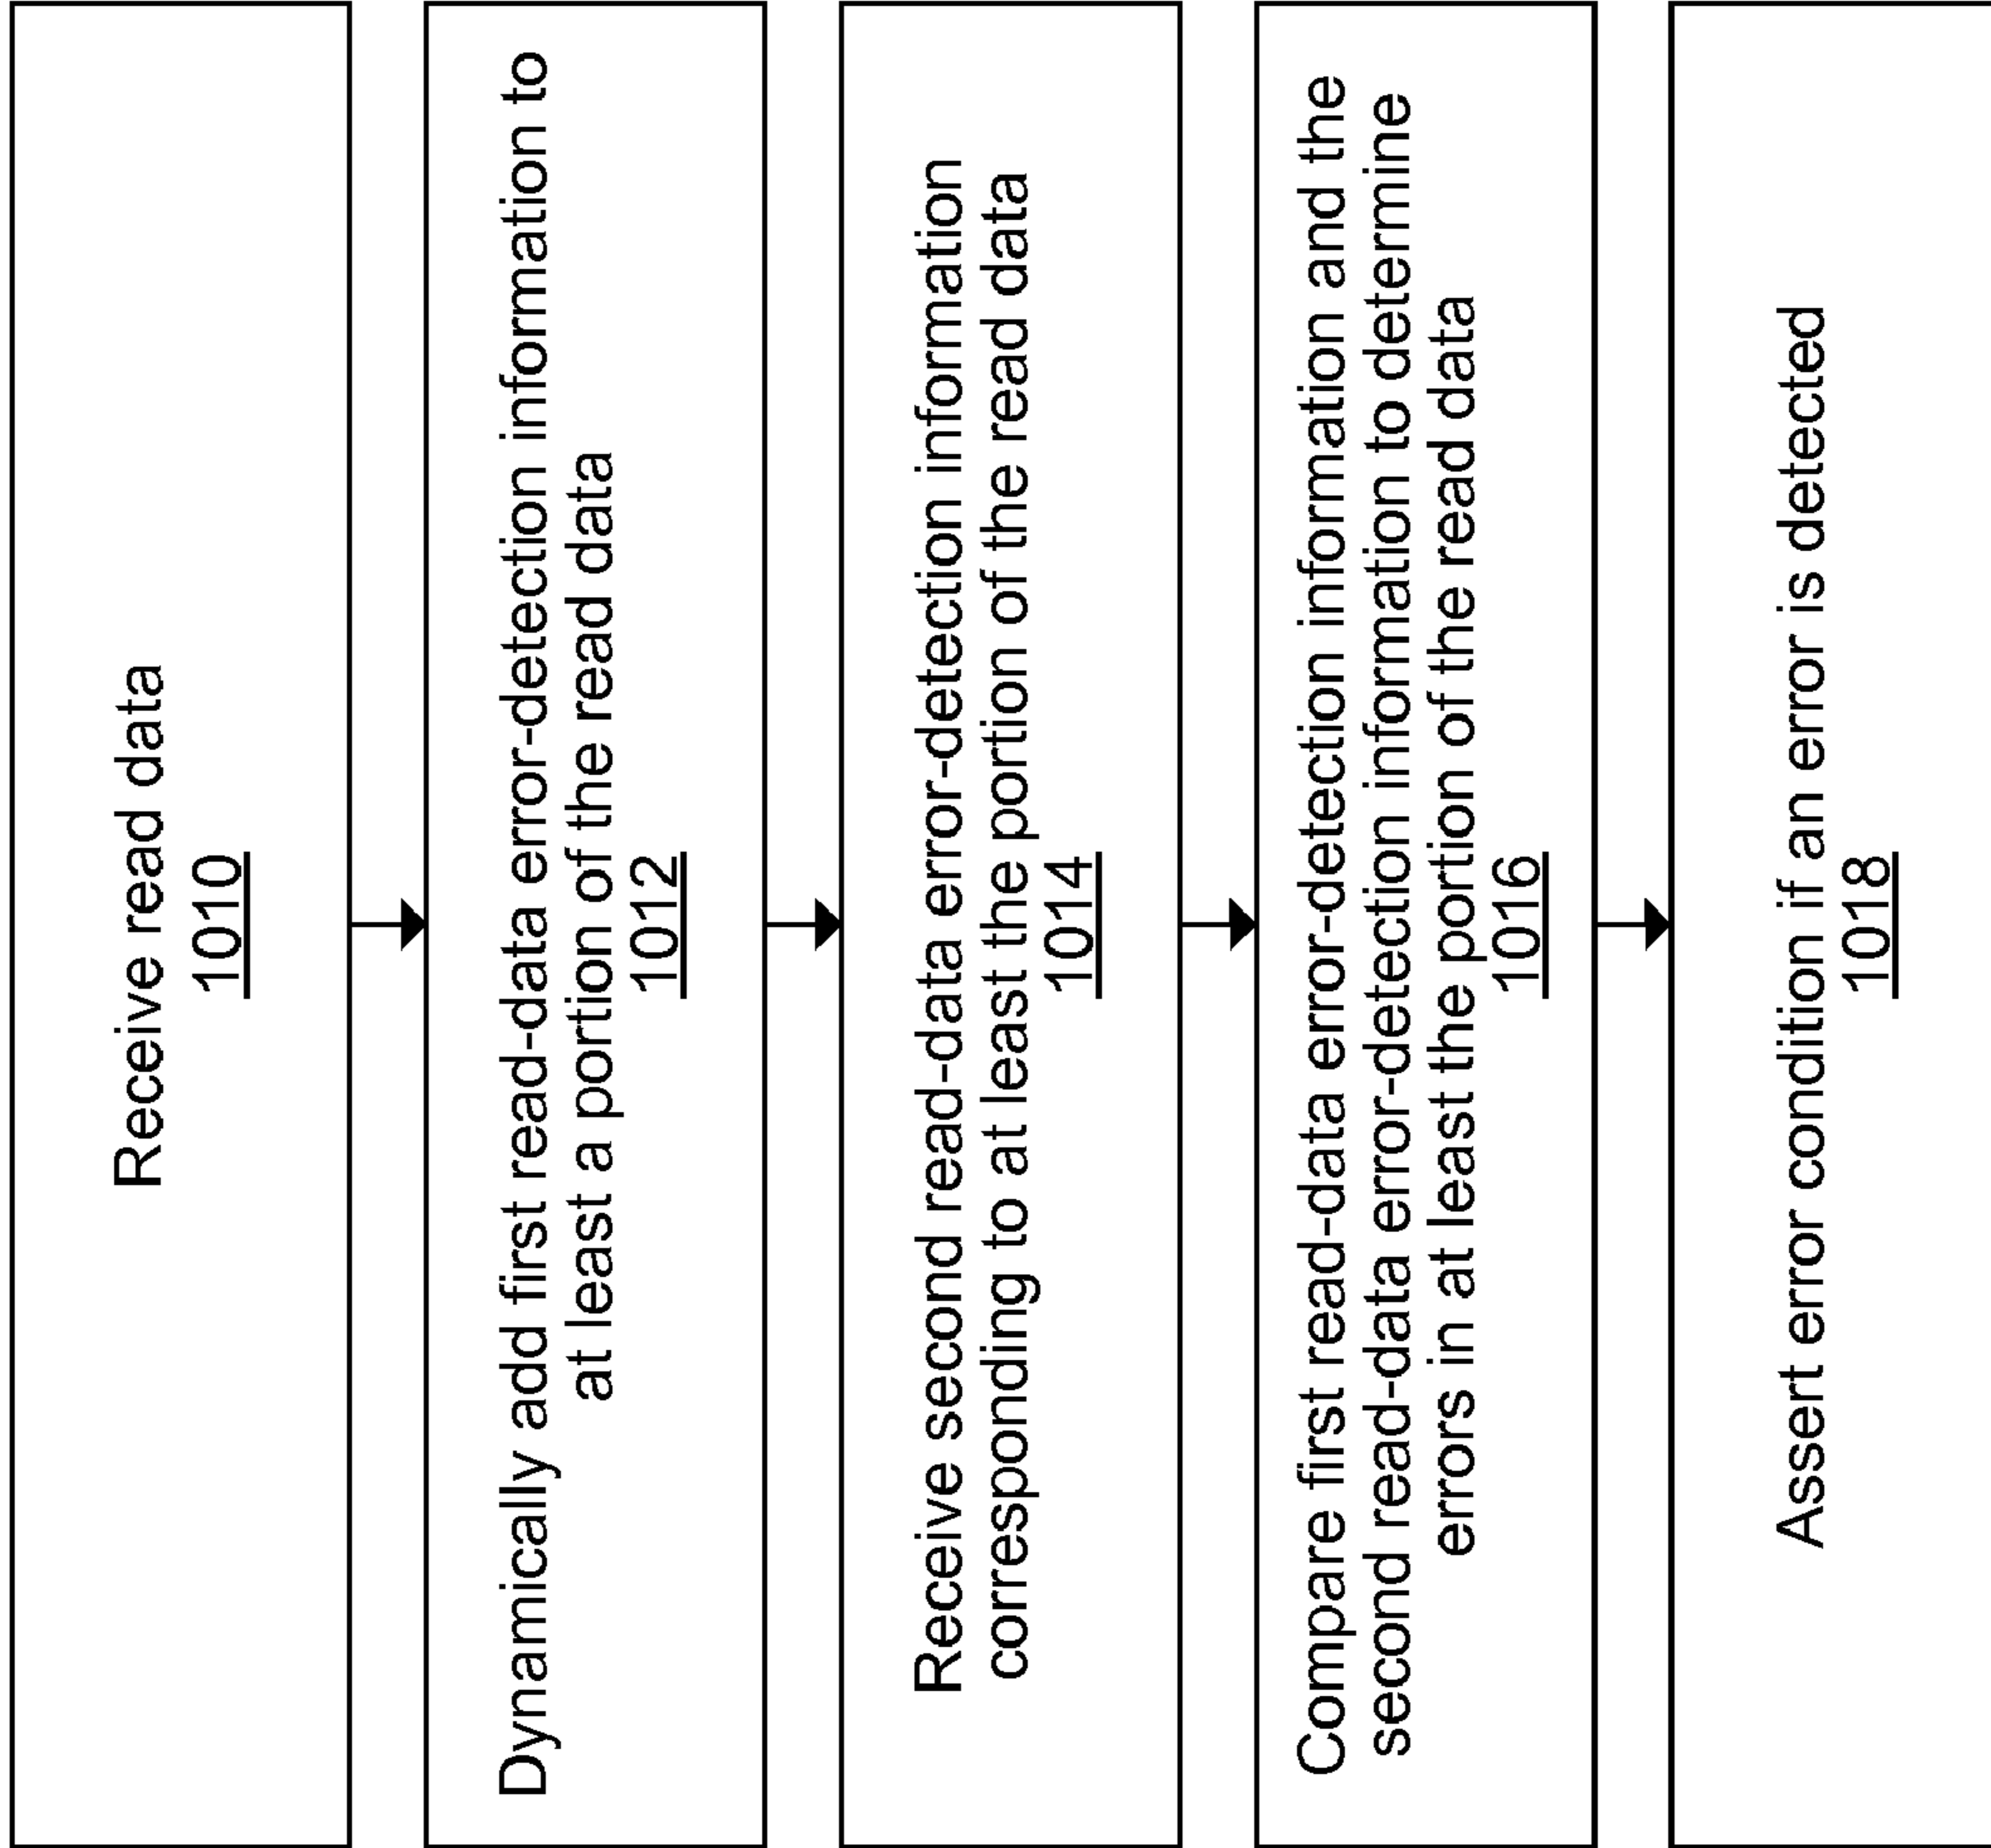 Receive read data
1010
Dynamically add first read-data error-detection information to
at least a portion of the read data
1012
Receive second read-data error-detection information
corresponding to at least the portion of the read data
1014
Compare first read-data error-detection information and the
second read-data error-detection information to determine
errors in at least the portion of the read data
1016
Assert error condition if an error is detected
1018